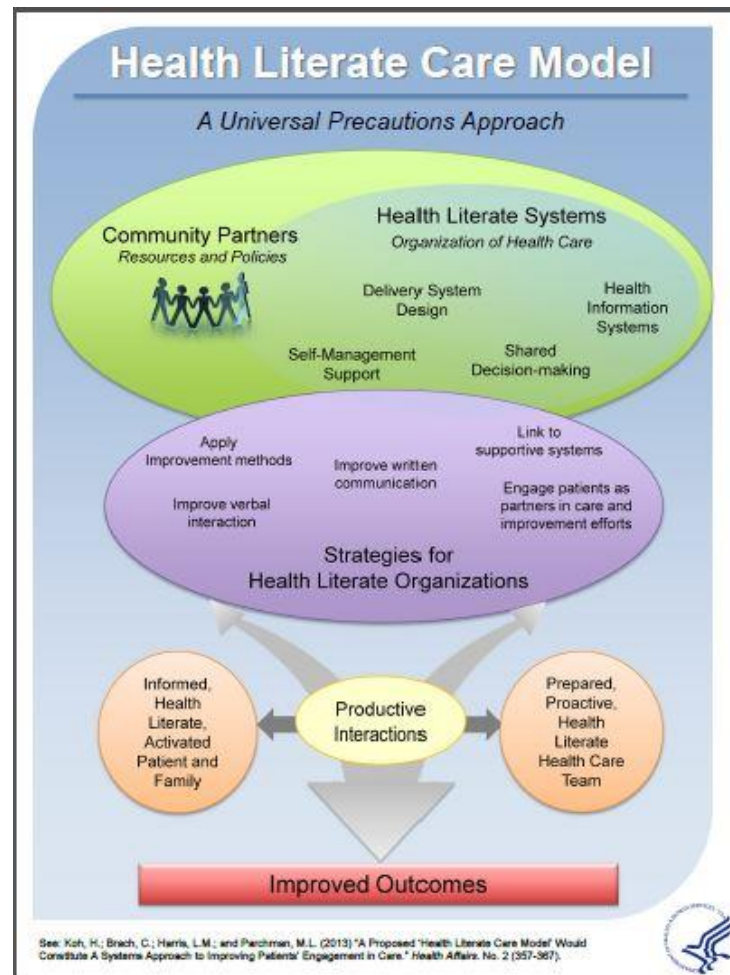 Health Literate Care Model
A Universal Precautions Approach
Community Partners
Resources and Policies
Health Literate Systems
Organization of Health Care
Delivery System
Design
Health
Information
Systems
Self-Management
Support
Shared
Decision-making
Apply
Improvement methods
Improve written
communication
Link to
supportive systems
Improve verbal
interaction
Engage patients as
partners in care and
improvement efforts
Strategies for
Health Literate Organizations
Informed,
Health
Literate,
Activated
Patient and
Family
Productive
Interactions
Prepared,
Proactive,
Health
Literate
Health Care
Team
Improved Outcomes
See: Koh, H.; Brach, C.; Harris, L.M.; and Parchman, M.L. (2013) "A Proposed 'Health Literate Care Model' Would
Constitute A Systems Approach to Improving Patients' Engagement in Care." Health Affairs. No. 2 (357-367).